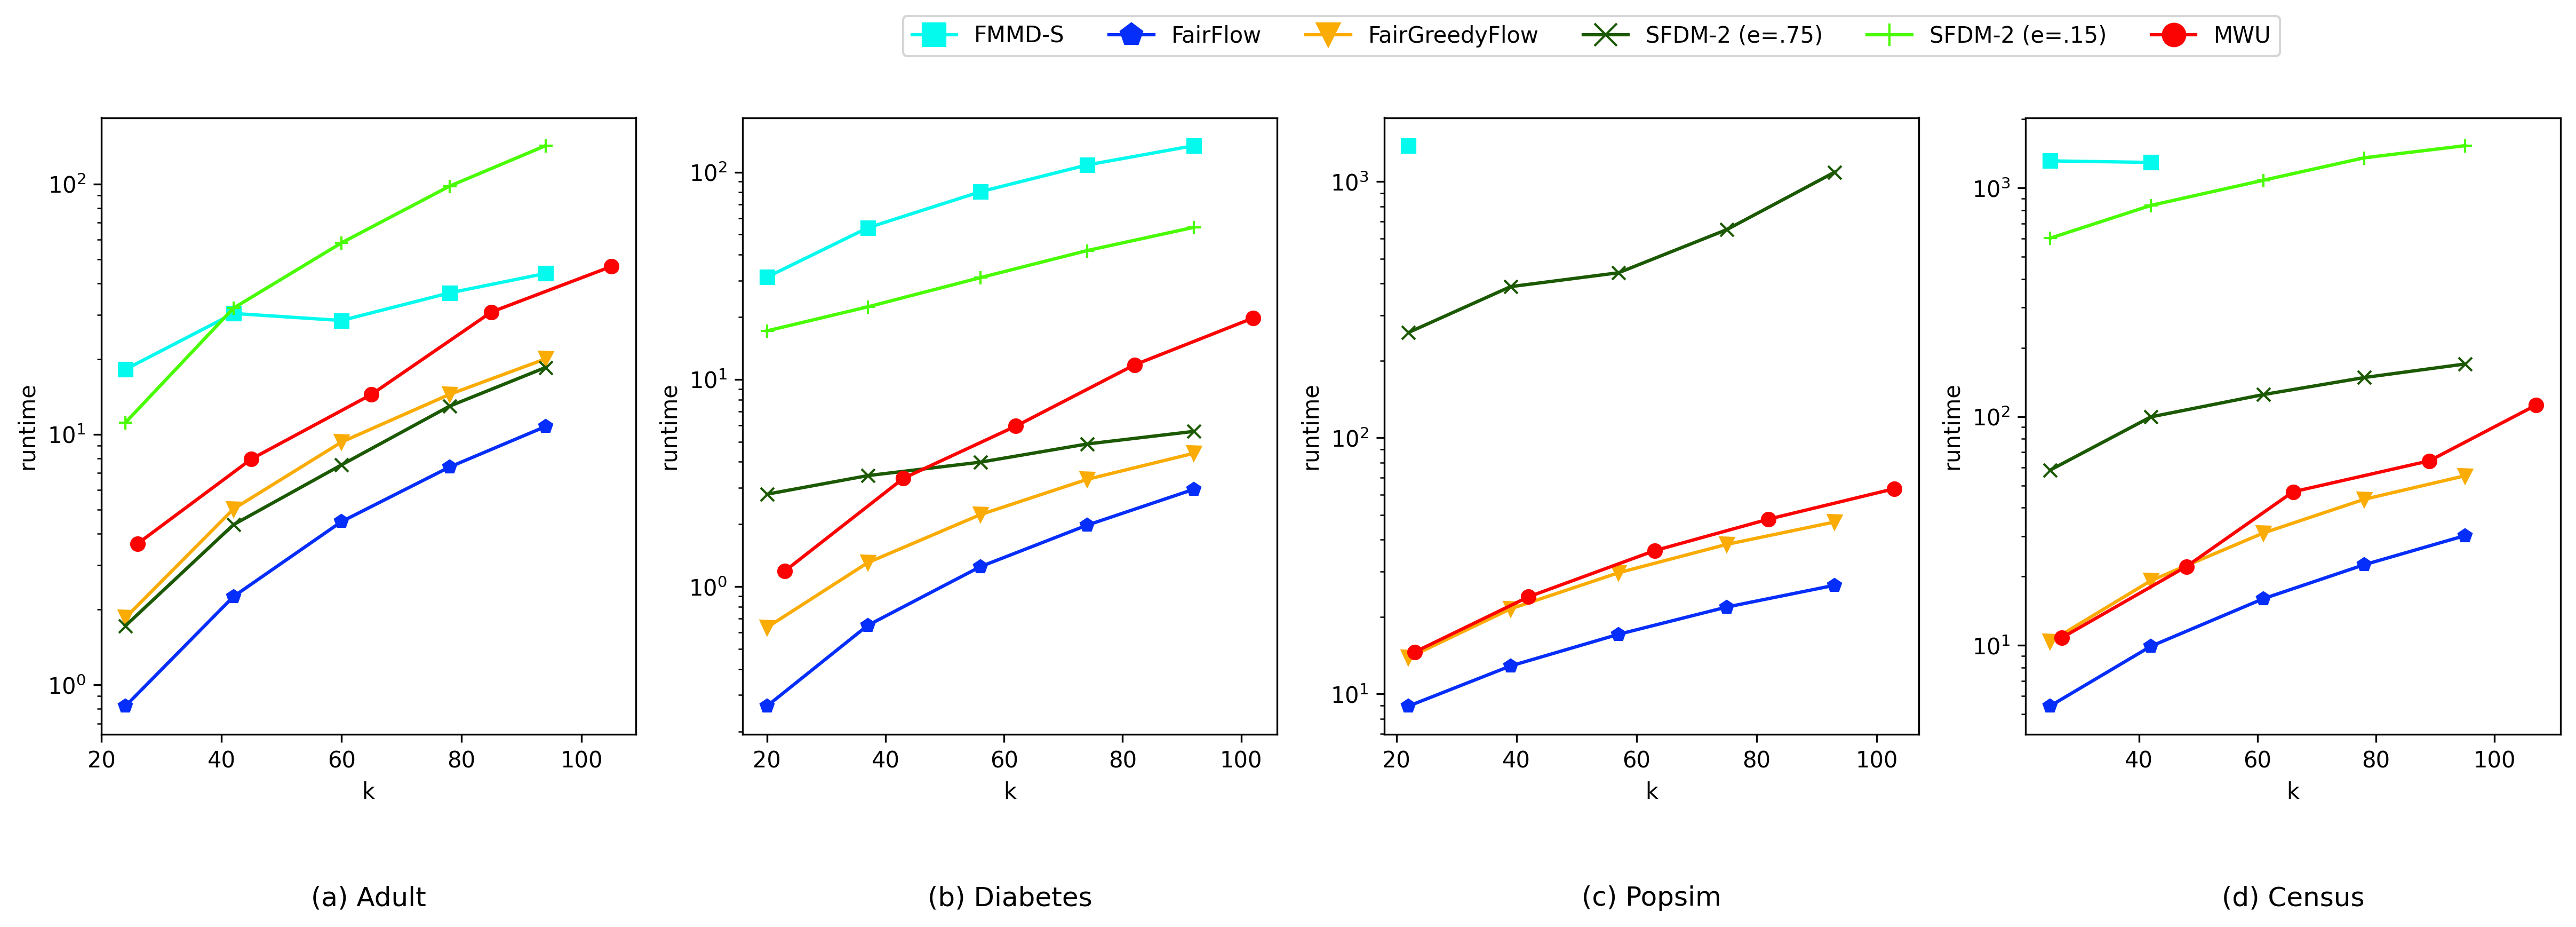 FMMD-S FairFlow FairGreedyFlow SFDM-2 (e=.75) SFDM-2 (e=.15) MWU
10²
10¹
10⁰
runtime
20 40 60 80 100
k
(a) Adult
10²
10¹
10⁰
runtime
20 40 60 80 100
k
(b) Diabetes
10³
10²
10¹
runtime
20 40 60 80 100
k
(c) Popsim
10³
10²
10¹
runtime
40 60 80 100
k
(d) Census